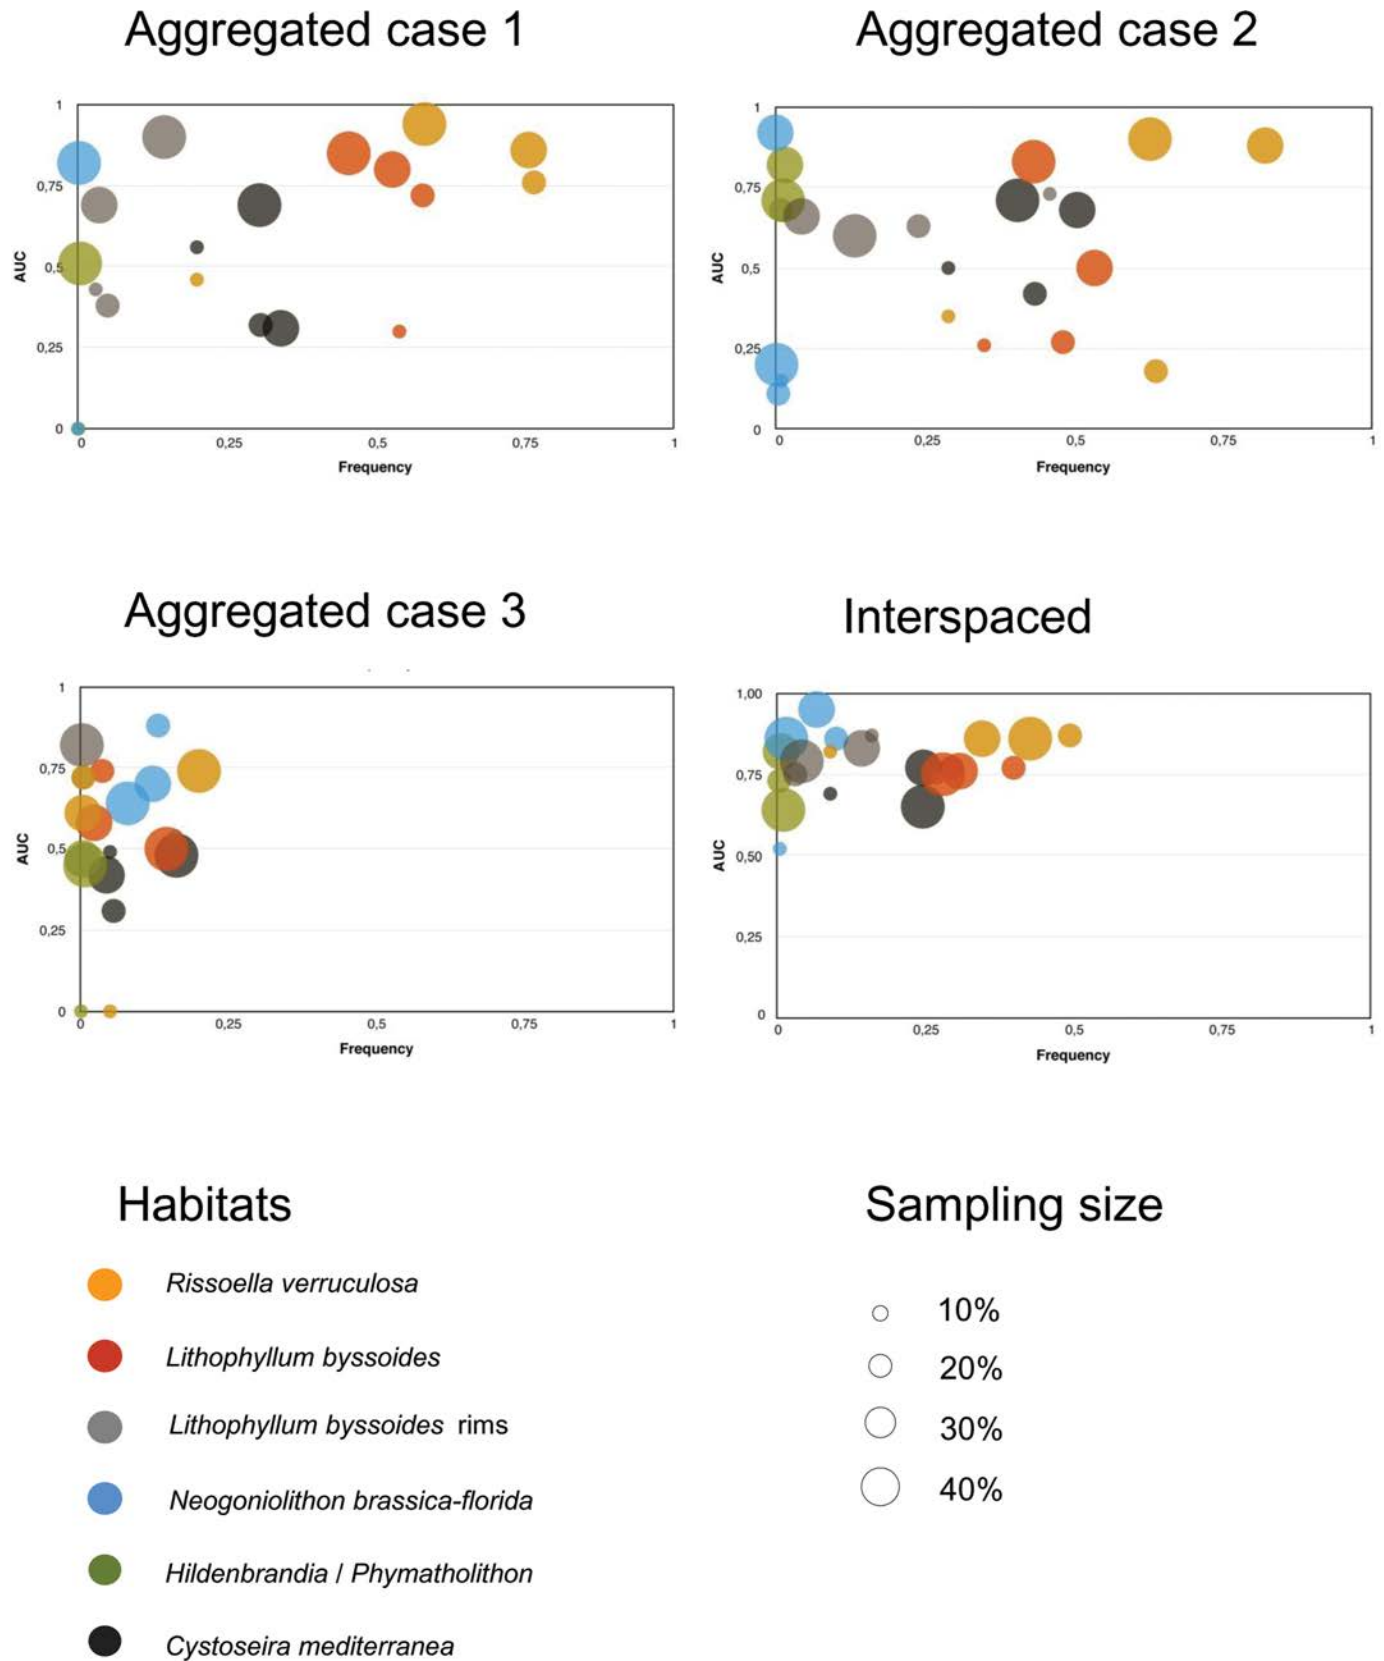 Aggregated case 1
Aggregated case 2
1
0,75
0,5
0,25
0
AUC
0
0,25
0,5
0,75
1
Frequency
1
0,75
0,5
0,25
0
AUC
0
0,25
0,5
0,75
1
Frequency
Aggregated case 3
Interspaced
1
0,75
0,5
0,25
0
AUC
0
0,25
0,5
0,75
1
Frequency
1,00
0,75
0,50
0,25
0
AUC
0
0,25
0,5
0,75
1
Frequency
Habitats
Rissoella verruculosa
Lithophyllum byssoides
Lithophyllum byssoides rims
Neogoniolithon brassica-florida
Hildenbrandia / Phymatholithon
Cystoseira mediterranea
Sampling size
10%
20%
30%
40%